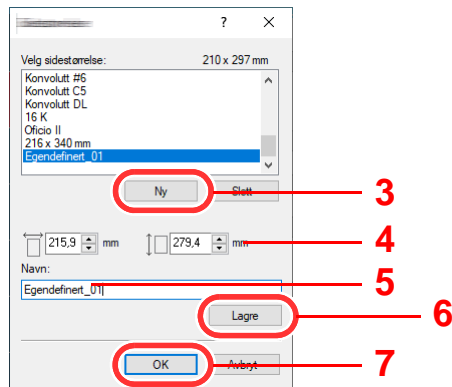 ?
Velg sidestørrelse: 210 x 297 mm
Konvolutt #6
Konvolutt C5
Konvolutt DL
16 K
Oficio II
216 x 340 mm
Egendefinert_01
Ny Slett 3
215,9 mm 279,4 mm 4
Navn:
5
Egendefinert_01
Lagre 6
OK Avbryt 7